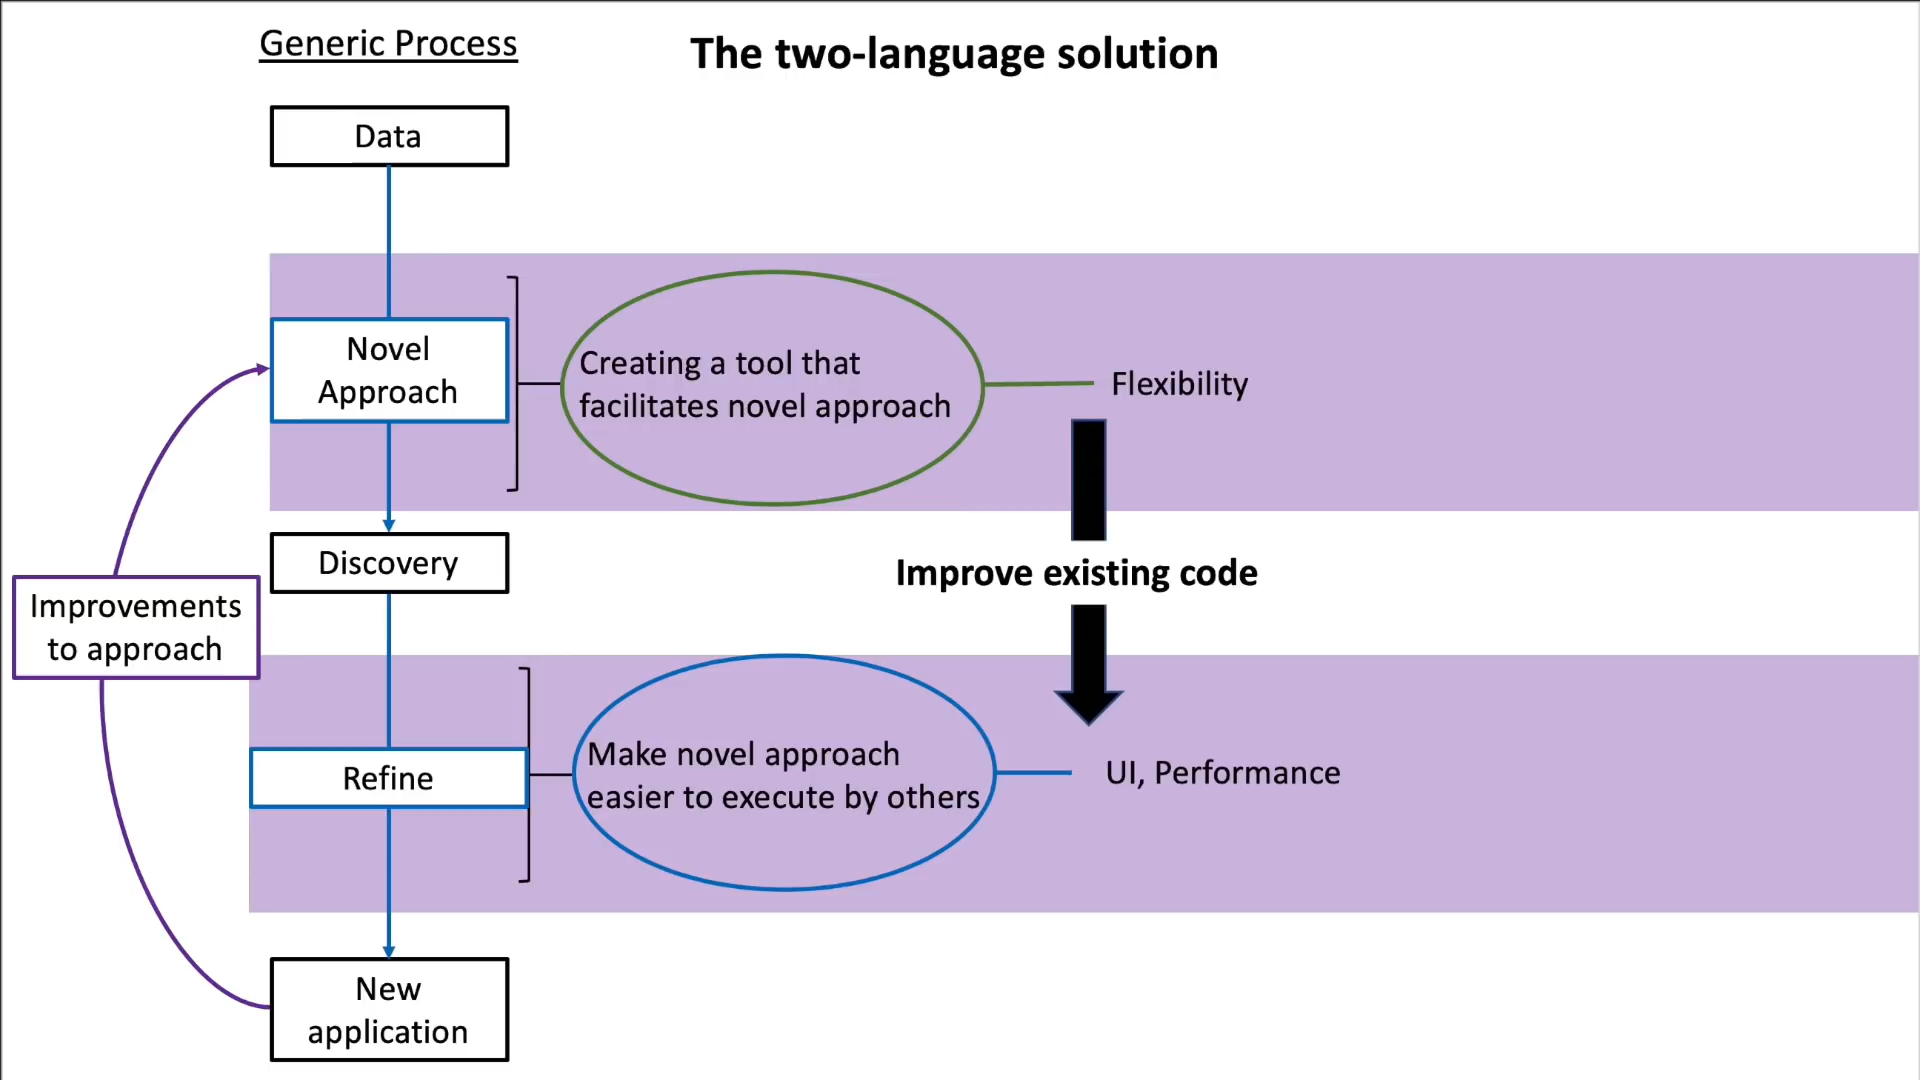 Generic Process
The two-language solution
Data
Novel
Approach
Creating a tool that
facilitates novel approach
Flexibility
Discovery
Improve existing code
Improvements
to approach
Refine
Make novel approach
easier to execute by others
UI, Performance
New
application